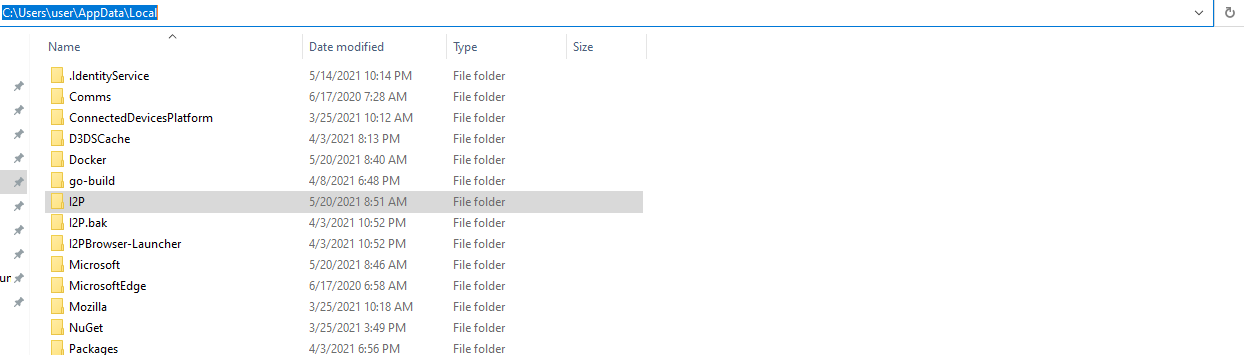 C:\Users\user\AppData\Local
Name Date modified Type Size
.IdentityService 5/14/2021 10:14 PM File folder
Comms 6/17/2020 7:28 AM File folder
ConnectedDevicesPlatform 3/25/2021 10:12 AM File folder
D3DSCache 4/3/2021 8:13 PM File folder
Docker 5/20/2021 8:40 AM File folder
go-build 4/8/2021 6:48 PM File folder
I2P 5/20/2021 8:51 AM File folder
I2P.bak 4/3/2021 10:52 PM File folder
I2PBrowser-Launcher 4/3/2021 10:52 PM File folder
Microsoft 5/20/2021 8:46 AM File folder
ur MicrosoftEdge 6/17/2020 6:58 AM File folder
Mozilla 3/25/2021 10:18 AM File folder
NuGet 3/25/2021 3:49 PM File folder
Packages 4/3/2021 6:56 PM File folder